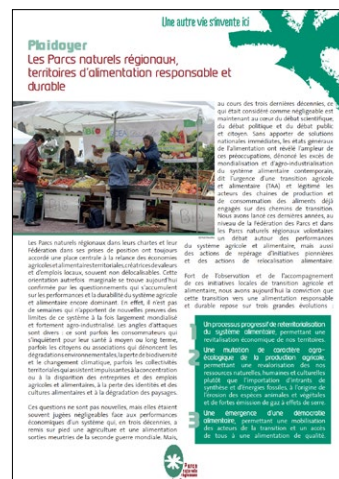 Une autre vie s'invente ici
Plaidoyer
Les Parcs naturels régionaux,
territoires d'alimentation responsable et
durable
au cours des trois dernières décennies, ce
qui était considéré comme négligeable est
maintenant au cœur du débat scientifique,
du débat politique et du débat public
et citoyen. Sans apporter de solutions
nationales immédiates, les états généraux
de l'alimentation ont révélé l'ampleur de
ces préoccupations, dénoncé les excès de
mondialisation et d'agro-industrialisation
du système alimentaire contemporain,
dit l'urgence d'une transition agricole
et alimentaire (TAA) et légitimé les
acteurs des chaînes de production et
de consommation des aliments déjà
engagés sur des chemins de transition.
Nous avons lancé ces dernières années, au
niveau de la Fédération des Parcs et dans
les Parcs naturels régionaux volontaires
un débat autour des performances
du système agricole et alimentaire, mais aussi
des actions de repérage d'initiatives pionnières
et des actions de relocalisation alimentaire.
Fort de l'observation et de l'accompagnement
de ces initiatives locales de transition agricole et
alimentaire, nous avons aujourd'hui la conviction que
cette transition vers une alimentation responsable
et durable repose sur trois grandes évolutions :
Les Parcs naturels régionaux dans leurs chartes et leur
Fédération dans ses prises de position ont toujours
accordé une place centrale à la relance des économies
agricoles et alimentaires territoriales, créatrices de valeurs
et d'emplois locaux, souvent non délocalisables. Cette
orientation autrefois marginale se trouve aujourd'hui
confirmée par les questionnements qui s'accumulent
sur les performances et la durabilité du système agricole
et alimentaire encore dominant. En effet, il n'est pas
de semaines qui n'apportent de nouvelles preuves des
limites de ce système à la fois largement mondialisé
et fortement agro-industrialisé. Les angles d'attaques
sont divers : ce sont parfois les consommateurs qui
s'inquiètent pour leur santé à moyen ou long terme,
parfois les citoyens ou associations qui dénoncent les
dégradations environnementales, la perte de biodiversité
et le changement climatique, parfois les collectivités
territoriales qui assistent impuissantes à la concentration
ou à la disposition des entreprises et des emplois
agricoles et alimentaires, à la perte des identités et des
cultures alimentaires et à la dégradation des paysages.
Ces questions ne sont pas nouvelles, mais elles étaient
souvent jugées négligeables face aux performances
économiques d'un système qui, en trois décennies, a
remis sur pied une agriculture et une alimentation
sorties meurtries de la seconde guerre mondiale. Mais,
1 Un processus progressif de reterritorialisation
du système alimentaire, permettant une
revitalisation économique de nos territoires.
2 Une mutation de caractère agro-
écologique de la production agricole,
permettant une revalorisation des nos
ressources naturelles, humaines et culturelles
plutôt que l'importation d'intrants de
synthèse et d'énergies fossiles, à l'origine de
l'érosion des espèces animales et végétales
et de fortes émission de gaz à effets de serre.
3 Une émergence d'une démocratie
alimentaire, permettant une mobilisation
des acteurs de la transition et un accès
de tous à une alimentation de qualité.
Parcs
naturels
régionaux